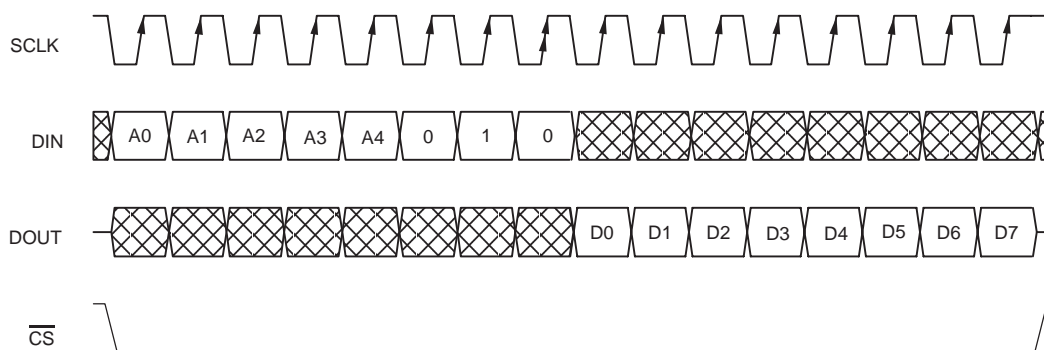 SCLK
DIN A0 A1 A2 A3 A4 0 1 0
DOUT D0 D1 D2 D3 D4 D5 D6 D7
CS